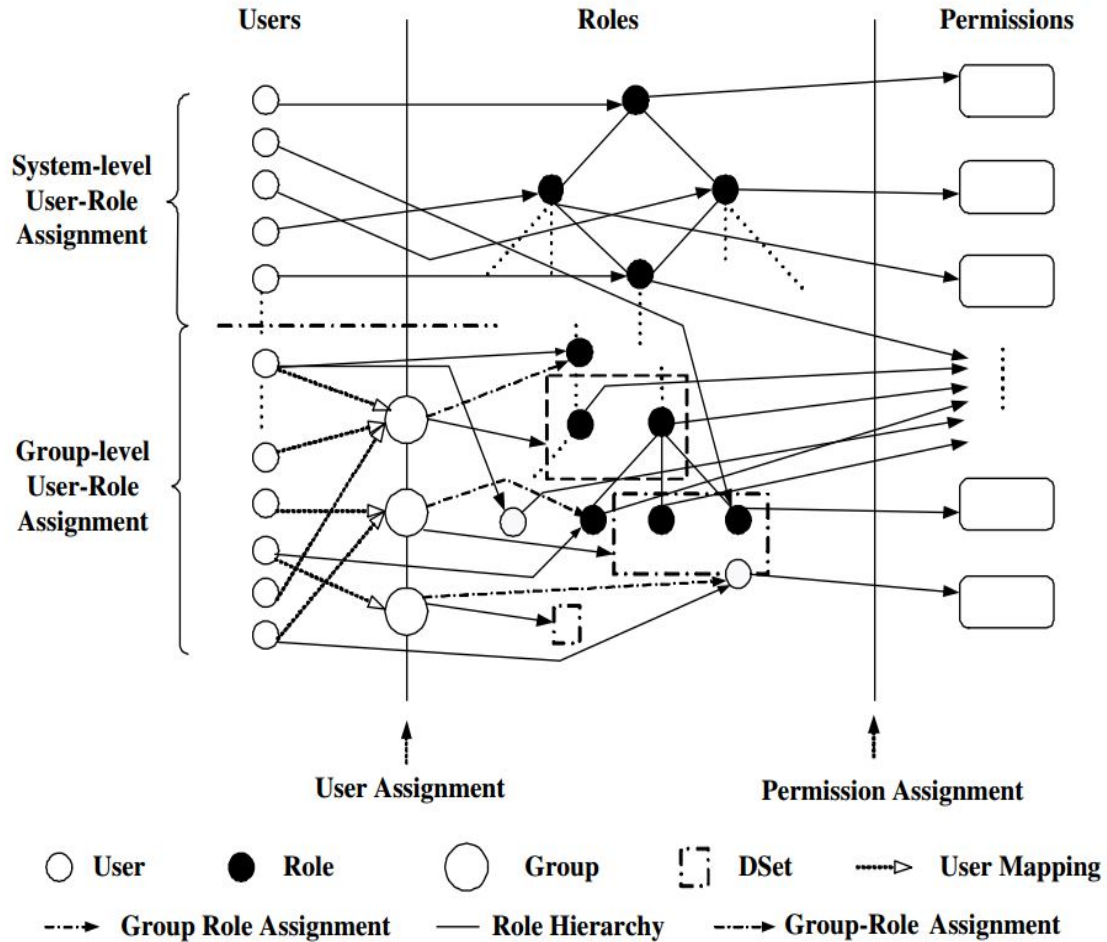 Users Roles Permissions
System-level
User-Role
Assignment
Group-level
User-Role
Assignment
User Assignment
Permission Assignment
User Role Group DSet User Mapping
Group Role Assignment Role Hierarchy Group-Role Assignment